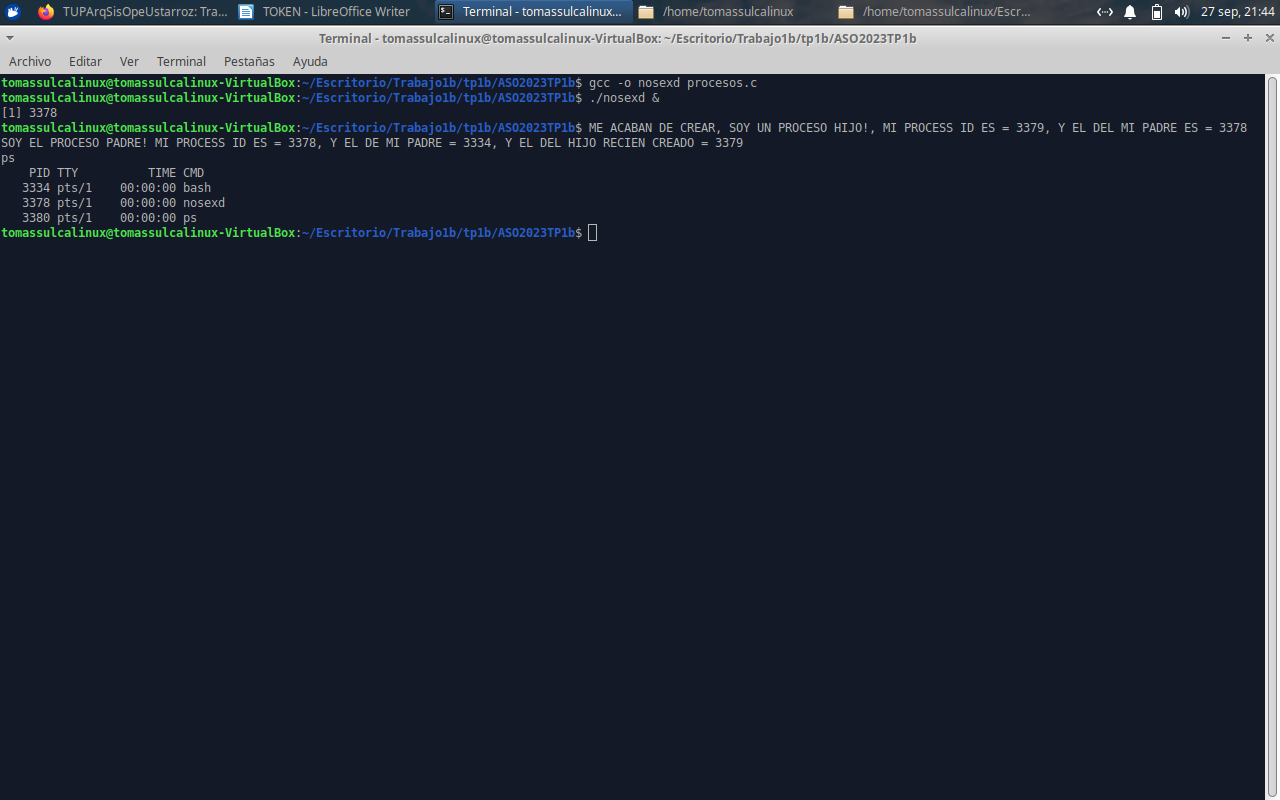 TUPArqSisOpeUstarroz: Tra... TOKEN - LibreOffice Writer Terminal - tomassulcalinux... /home/tomassulcalinux /home/tomassulcalinux/Escr... 27 sep, 21:44
Terminal - tomassulcalinux@tomassulcalinux-VirtualBox: ~/Escritorio/Trabajo1b/tp1b/ASO2023TP1b
Archivo Editar Ver Terminal Pestañas Ayuda
tomassulcalinux@tomassulcalinux-VirtualBox:~/Escritorio/Trabajo1b/tp1b/ASO2023TP1b$ gcc -o nosexd procesos.c
tomassulcalinux@tomassulcalinux-VirtualBox:~/Escritorio/Trabajo1b/tp1b/ASO2023TP1b$ ./nosexd &
[1] 3378
tomassulcalinux@tomassulcalinux-VirtualBox:~/Escritorio/Trabajo1b/tp1b/ASO2023TP1b$ ME ACABAN DE CREAR, SOY UN PROCESO HIJO!, MI PROCESS ID ES = 3379, Y EL DEL MI PADRE ES = 3378
SOY EL PROCESO PADRE! MI PROCESS ID ES = 3378, Y EL DE MI PADRE = 3334, Y EL DEL HIJO RECIEN CREADO = 3379
ps
PID TTY TIME CMD
3334 pts/1 00:00:00 bash
3378 pts/1 00:00:00 nosexd
3380 pts/1 00:00:00 ps
tomassulcalinux@tomassulcalinux-VirtualBox:~/Escritorio/Trabajo1b/tp1b/ASO2023TP1b$